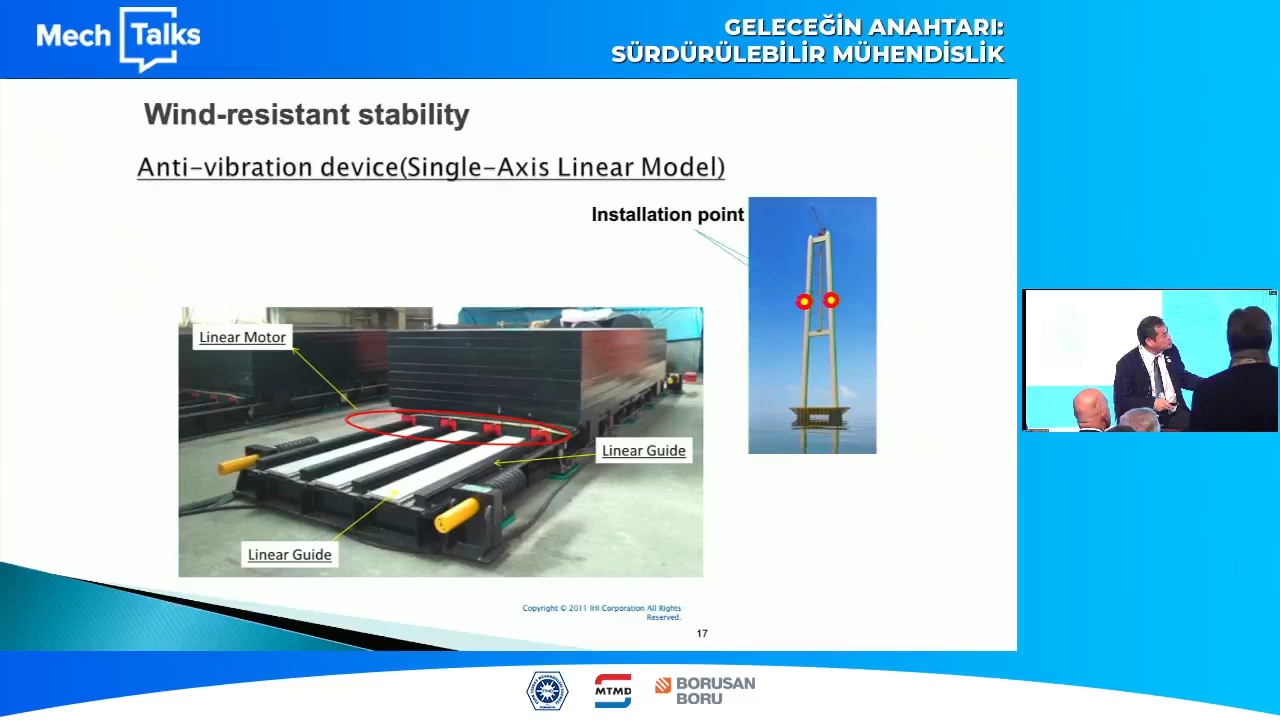 Mech Talks
GELECEĞİN ANAHTARI:
SÜRDÜRÜLEBİLİR MÜHENDİSLİK
Wind-resistant stability
Anti-vibration device(Single-Axis Linear Model)
Installation point
Linear Motor
Linear Guide
Linear Guide
Copyright © 2011 IHI Corporation All Rights
Reserved.
17
MTMD
BORUSAN
BORU